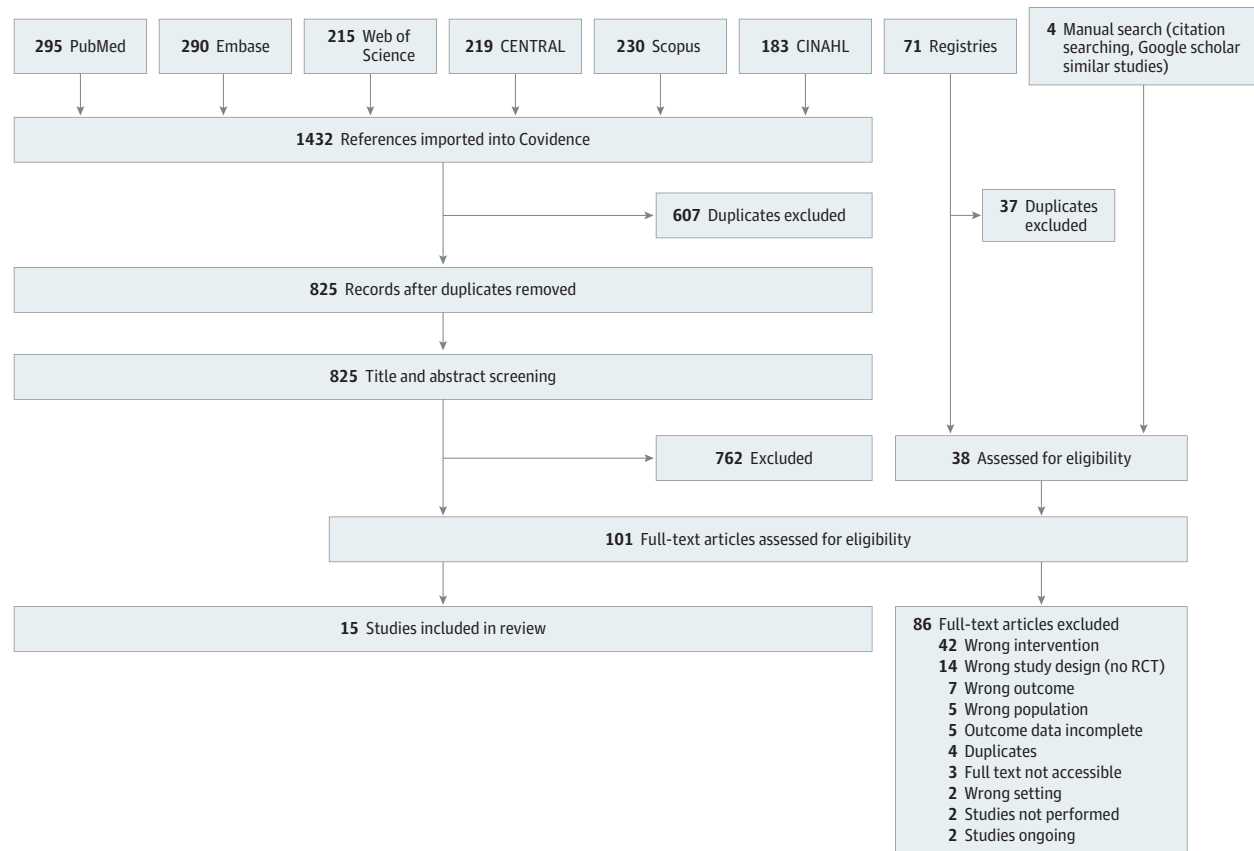 295 PubMed
290 Embase
215 Web of
Science
219 CENTRAL
230 Scopus
183 CINAHL
71 Registries
4 Manual search (citation
searching, Google scholar
similar studies)
1432 References imported into Covidence
607 Duplicates excluded
37 Duplicates
excluded
825 Records after duplicates removed
825 Title and abstract screening
762 Excluded
38 Assessed for eligibility
101 Full-text articles assessed for eligibility
15 Studies included in review
86 Full-text articles excluded
42 Wrong intervention
14 Wrong study design (no RCT)
7 Wrong outcome
5 Wrong population
5 Outcome data incomplete
4 Duplicates
3 Full text not accessible
2 Wrong setting
2 Studies not performed
2 Studies ongoing